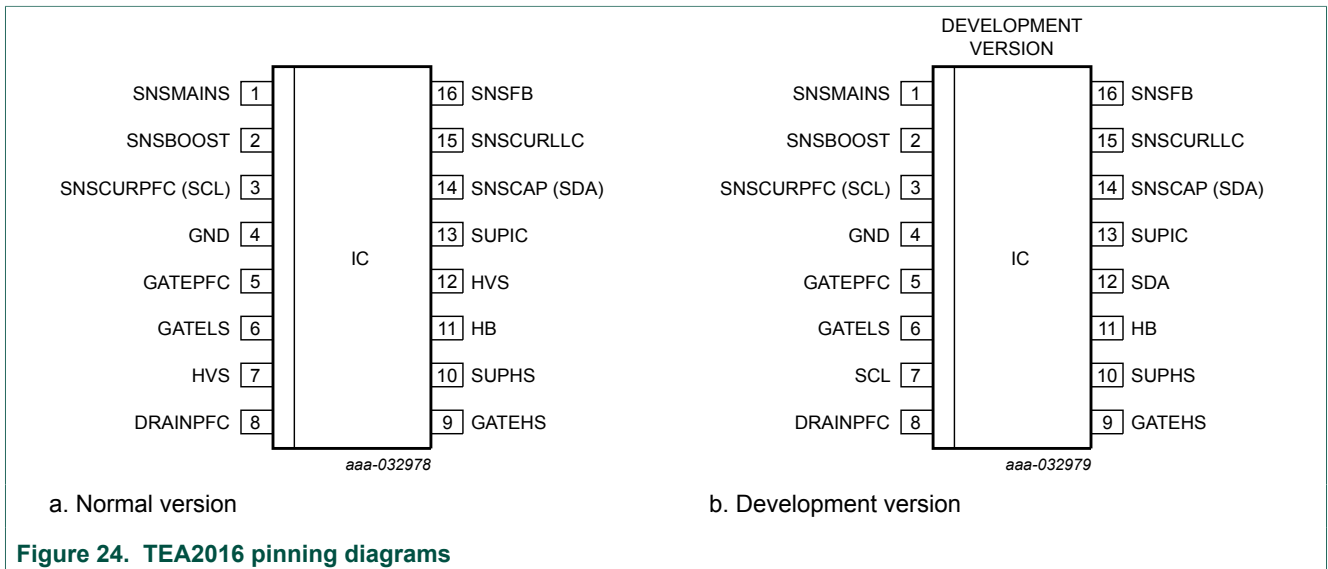 DEVELOPMENT
VERSION
SNSMAINS 1
SNSBOOST 2
SNSCURPFC (SCL) 3
GND 4
GATEPFC 5
GATELS 6
HVS 7
DRAINPFC 8
IC
16 SNSFB
15 SNSCURLLC
14 SNSCAP (SDA)
13 SUPIC
12 HVS
11 HB
10 SUPHS
9 GATEHS
aaa-032978
a. Normal version
SNSMAINS 1
SNSBOOST 2
SNSCURPFC (SCL) 3
GND 4
GATEPFC 5
GATELS 6
SCL 7
DRAINPFC 8
IC
16 SNSFB
15 SNSCURLLC
14 SNSCAP (SDA)
13 SUPIC
12 SDA
11 HB
10 SUPHS
9 GATEHS
aaa-032979
b. Development version
Figure 24. TEA2016 pinning diagrams